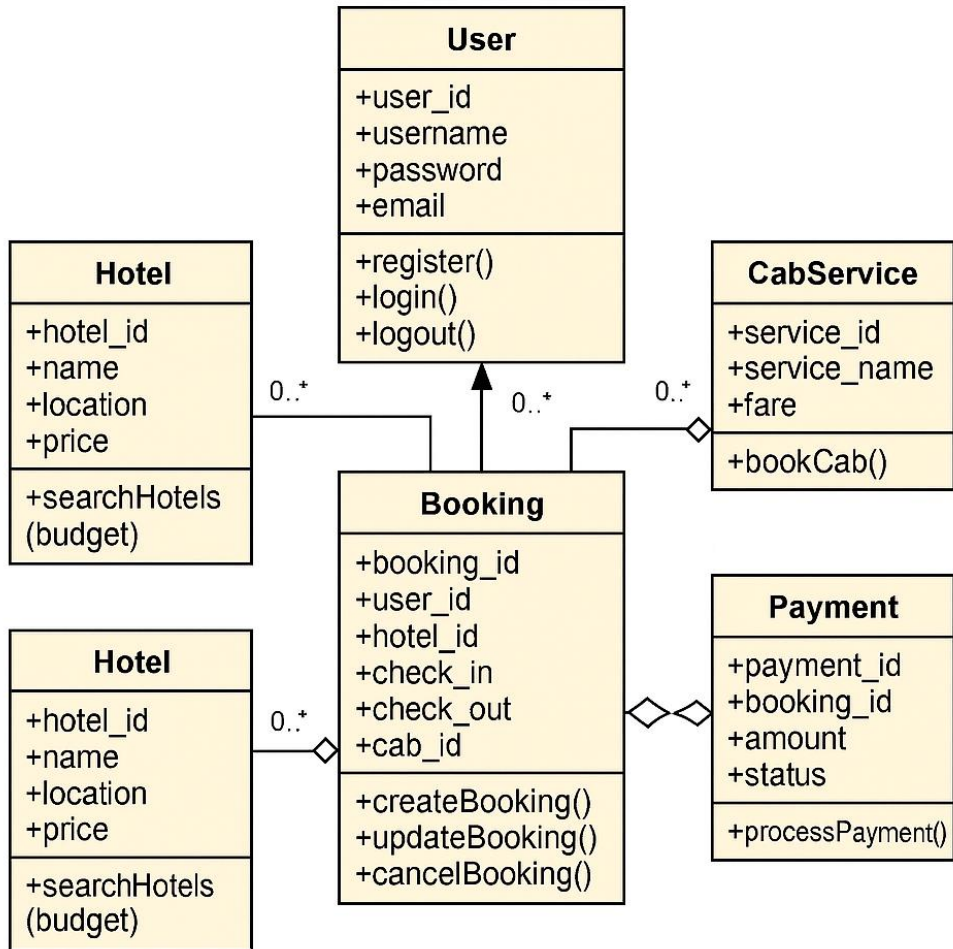 User
+user_id
+username
+password
+email
+register()
+login()
+logout()
Hotel
+hotel_id
+name
+location
+price
+searchHotels
(budget)
0..+
0..+
0..+
CabService
+service_id
+service_name
+fare
+bookCab()
Booking
+booking_id
+user_id
+hotel_id
+check_in
+check_out
+cab_id
+createBooking()
+updateBooking()
+cancelBooking()
Hotel
+hotel_id
+name
+location
+price
+searchHotels
(budget)
0..+
Payment
+payment_id
+booking_id
+amount
+status
+processPayment()